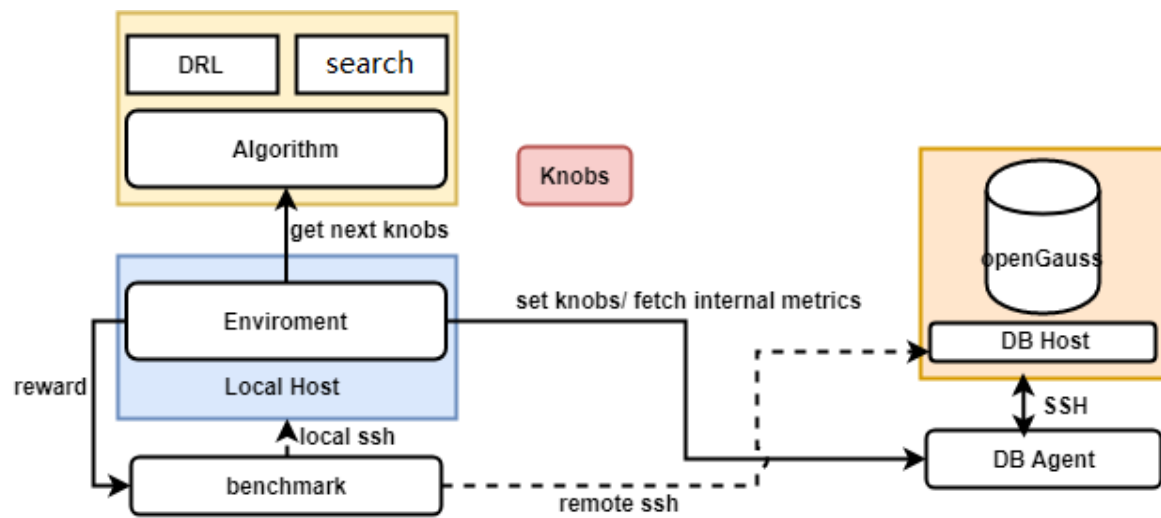 DRL
search
Algorithm
Knobs
get next knobs
openGauss
Enviroment
set knobs/ fetch internal metrics
DB Host
Local Host
reward
SSH
local ssh
DB Agent
benchmark
remote ssh